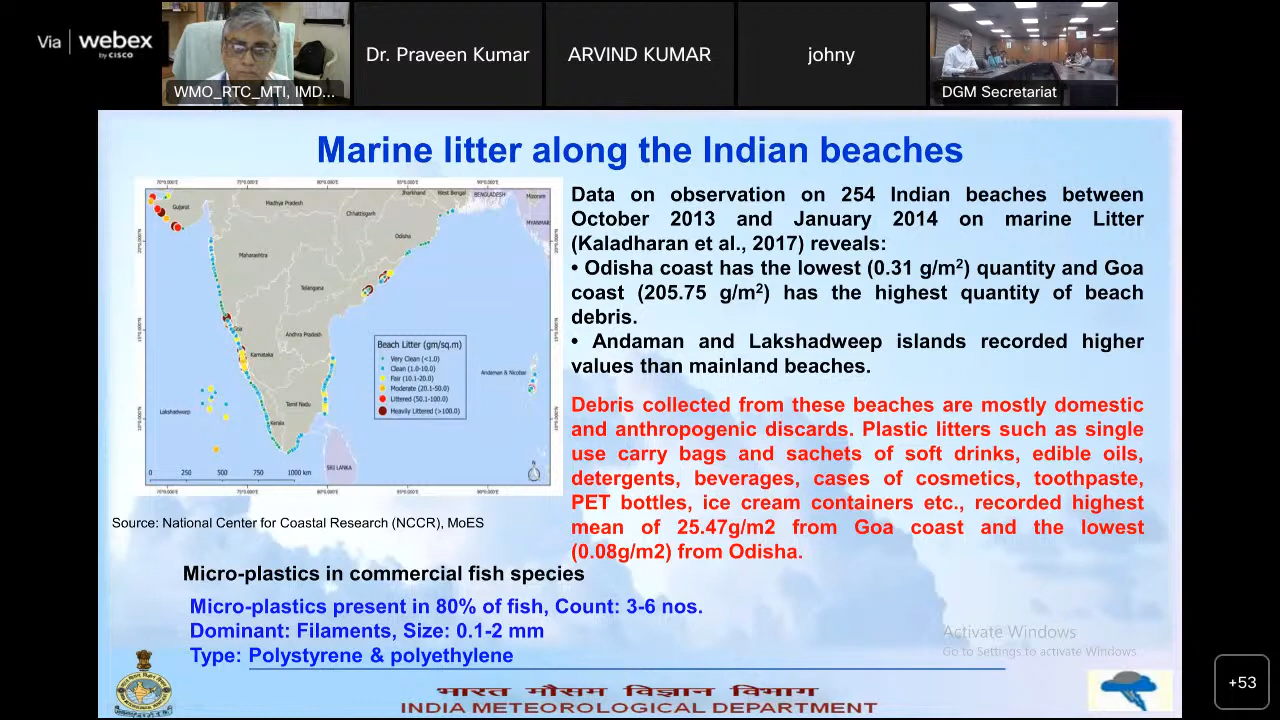 Via webex
by CISCO
WMO_RTC_MTI, IMD...
Dr. Praveen Kumar
ARVIND KUMAR
johny
DGM Secretariat
Marine litter along the Indian beaches
Gujarat
Madhya Pradesh
Jharkhand
West Bengal
BENGLADESH
Mizoram
MYANMAR
Chhattisgarh
Odisha
Maharashtra
Telangana
Goa
Andhra Pradesh
Karnataka
Tamil Nadu
Kerala
Lakshadweep
Andaman & Nicobar
SRI LANKA
Beach Litter (gm/sq.m)
Very Clean (<1.0)
Clean (1.0-10.0)
Fair (10.1-20.0)
Moderate (20.1-50.0)
Littered (50.1-100.0)
Heavily Littered (>100.0)
0 250 500 750 1000 km
Source: National Center for Coastal Research (NCCR), MoES
Data on observation on 254 Indian beaches between
October 2013 and January 2014 on marine Litter
(Kaladharan et al., 2017) reveals:
• Odisha coast has the lowest (0.31 g/m²) quantity and Goa
coast (205.75 g/m²) has the highest quantity of beach
debris.
• Andaman and Lakshadweep islands recorded higher
values than mainland beaches.
Debris collected from these beaches are mostly domestic
and anthropogenic discards. Plastic litters such as single
use carry bags and sachets of soft drinks, edible oils,
detergents, beverages, cases of cosmetics, toothpaste,
PET bottles, ice cream containers etc., recorded highest
mean of 25.47g/m2 from Goa coast and the lowest
(0.08g/m2) from Odisha.
Micro-plastics in commercial fish species
Micro-plastics present in 80% of fish, Count: 3-6 nos.
Dominant: Filaments, Size: 0.1-2 mm
Type: Polystyrene & polyethylene
Activate Windows
Go to Settings to activate Windows.
भारत मौसम विज्ञान विभाग
INDIA METEOROLOGICAL DEPARTMENT
+53